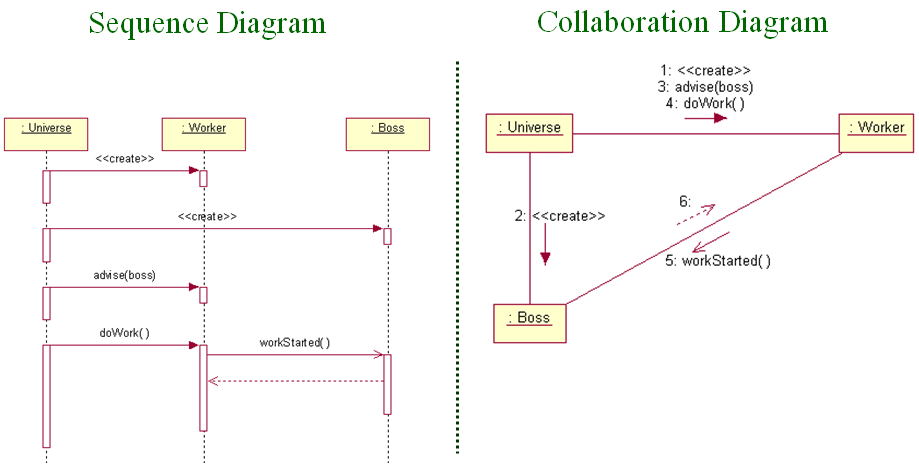 Sequence Diagram
: Universe
: Worker
: Boss
<<create>>
<<create>>
advise(boss)
doWork( )
workStarted( )
Collaboration Diagram
1: <<create>>
3: advise(boss)
4: doWork( )
: Universe
: Worker
2: <<create>>
6:
5: workStarted( )
: Boss